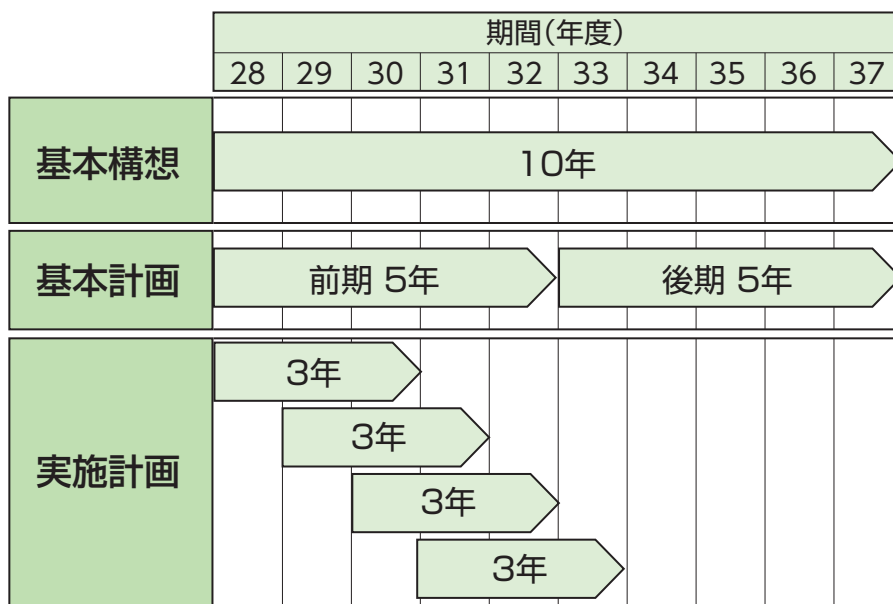 期間(年度)
28 29 30 31 32 33 34 35 36 37
基本構想
10年
基本計画
前期 5年
後期 5年
実施計画
3年
3年
3年
3年